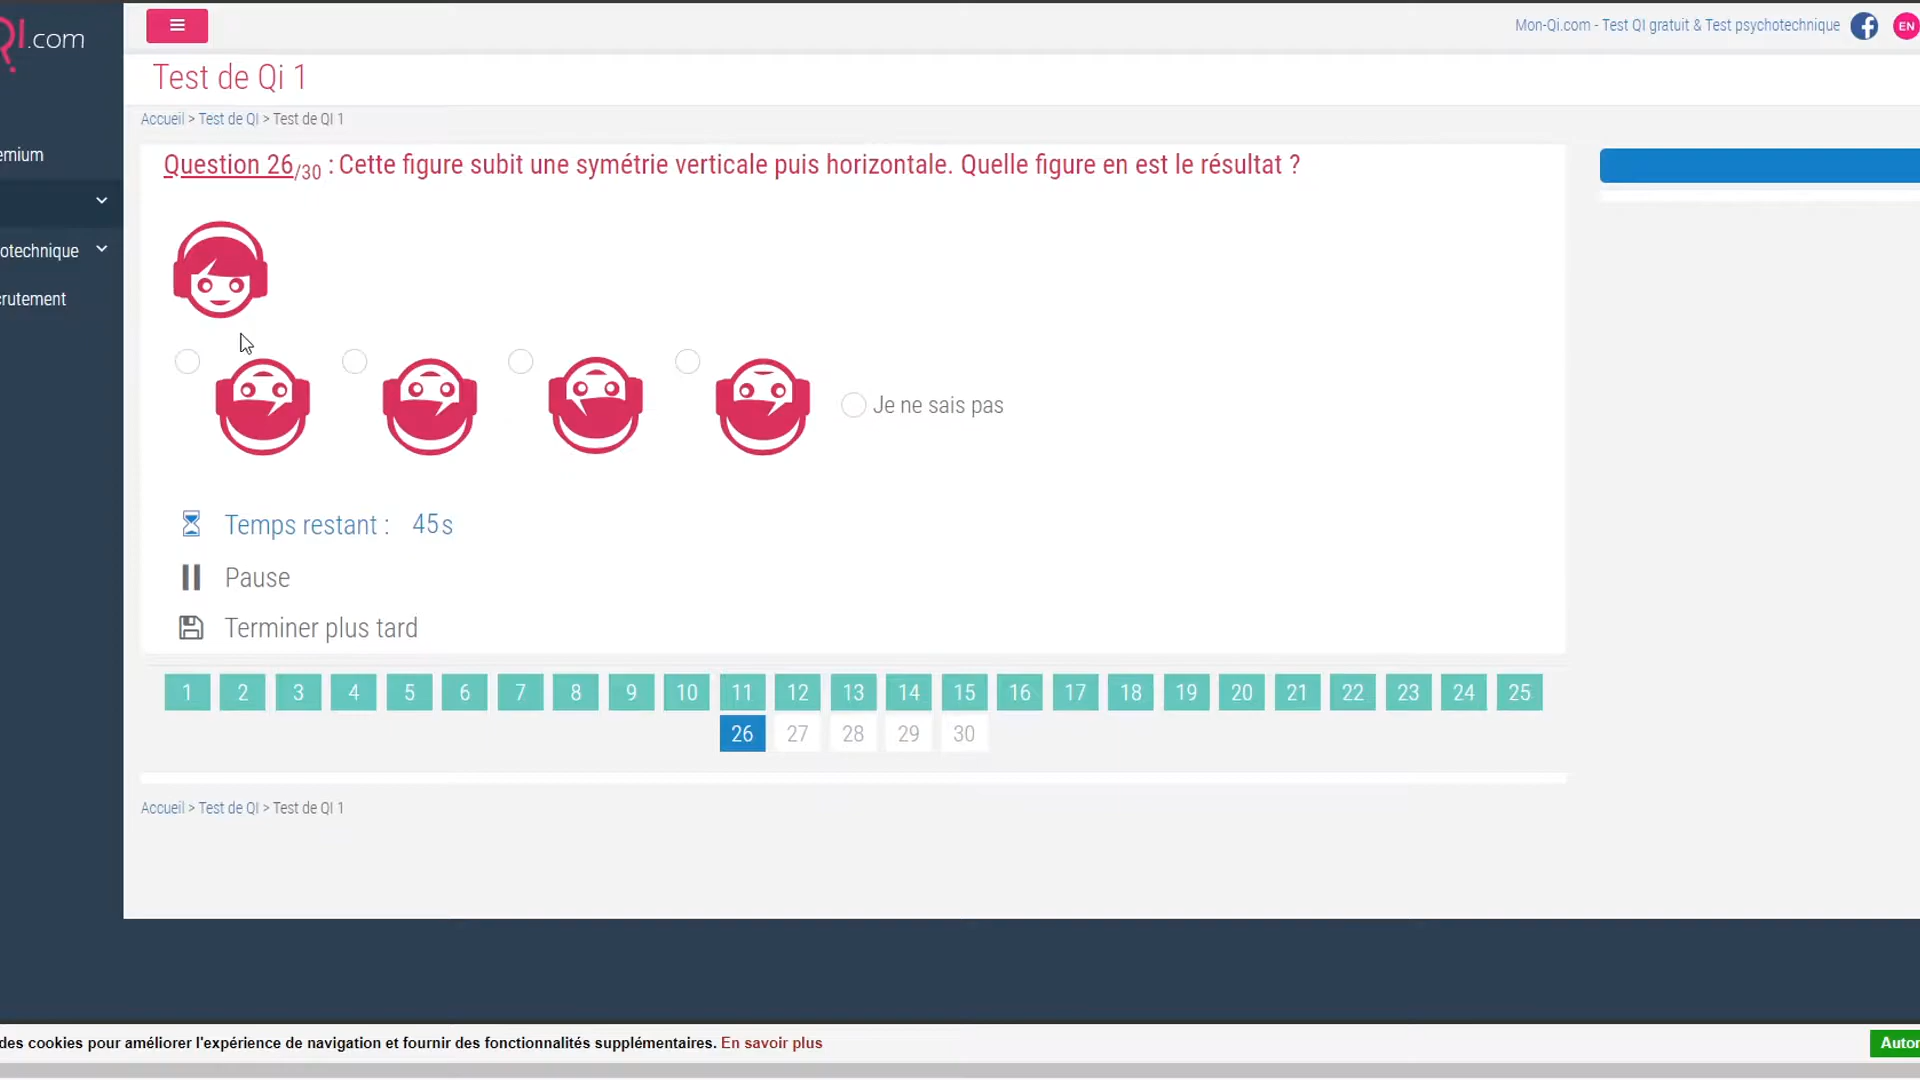 QI.com
Mon-Qi.com - Test QI gratuit & Test psychotechnique
EN
Test de Qi 1
Accueil > Test de QI > Test de QI 1
emium
otechnique
crutement
Question 26/30 : Cette figure subit une symétrie verticale puis horizontale. Quelle figure en est le résultat ?
Je ne sais pas
Temps restant : 45s
Pause
Terminer plus tard
1 2 3 4 5 6 7 8 9 10 11 12 13 14 15 16 17 18 19 20 21 22 23 24 25
26 27 28 29 30
Accueil > Test de QI > Test de QI 1
des cookies pour améliorer l'expérience de navigation et fournir des fonctionnalités supplémentaires. En savoir plus
Autor